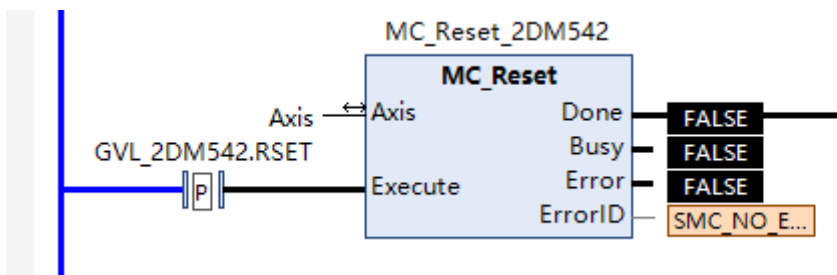 MC_Reset_2DM542
MC_Reset
Axis Axis Done FALSE
GVL_2DM542.RSET Busy FALSE
P Execute Error FALSE
ErrorID SMC_NO_E...